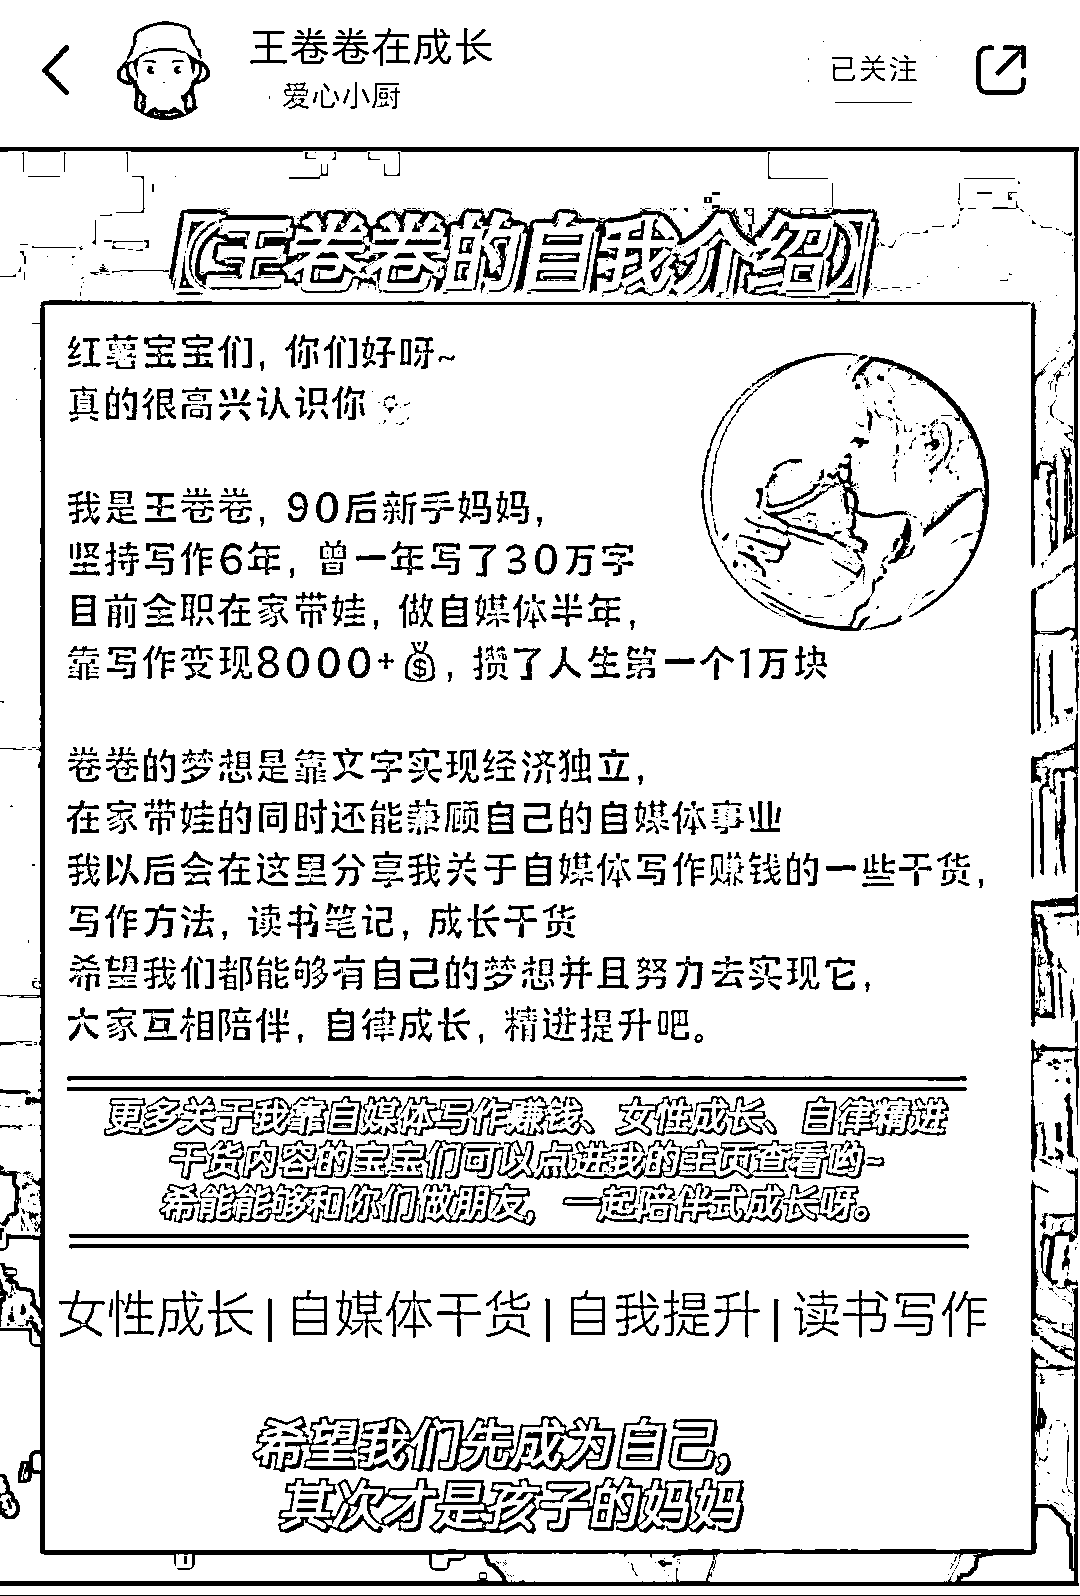 王卷卷在成长
爱心小厨
已关注
【王卷卷的自我介绍】
红薯宝宝们，你们好呀~
真的很高兴认识你
我是王卷卷，90后新手妈妈，
坚持写作6年，曾一年写了30万字
目前全职在家带娃，做自媒体半年，
靠写作变现8000+💰，攒了人生第一个1万块
卷卷的梦想是靠文字实现经济独立，
在家带娃的同时还能兼顾自己的自媒体事业
我以后会在这里分享我关于自媒体写作赚钱的一些干货，
写作方法，读书笔记，成长干货
希望我们都能够有自己的梦想并且努力去实现它，
大家互相陪伴，自律成长，精进提升吧。
更多关于我靠自媒体写作赚钱、女性成长、自律精进
干货内容的宝宝们可以点进我的主页查看哟~
希能能够和你们做朋友，一起陪伴式成长呀。
女性成长|自媒体干货|自我提升|读书写作
希望我们先成为自己，
其次才是孩子的妈妈